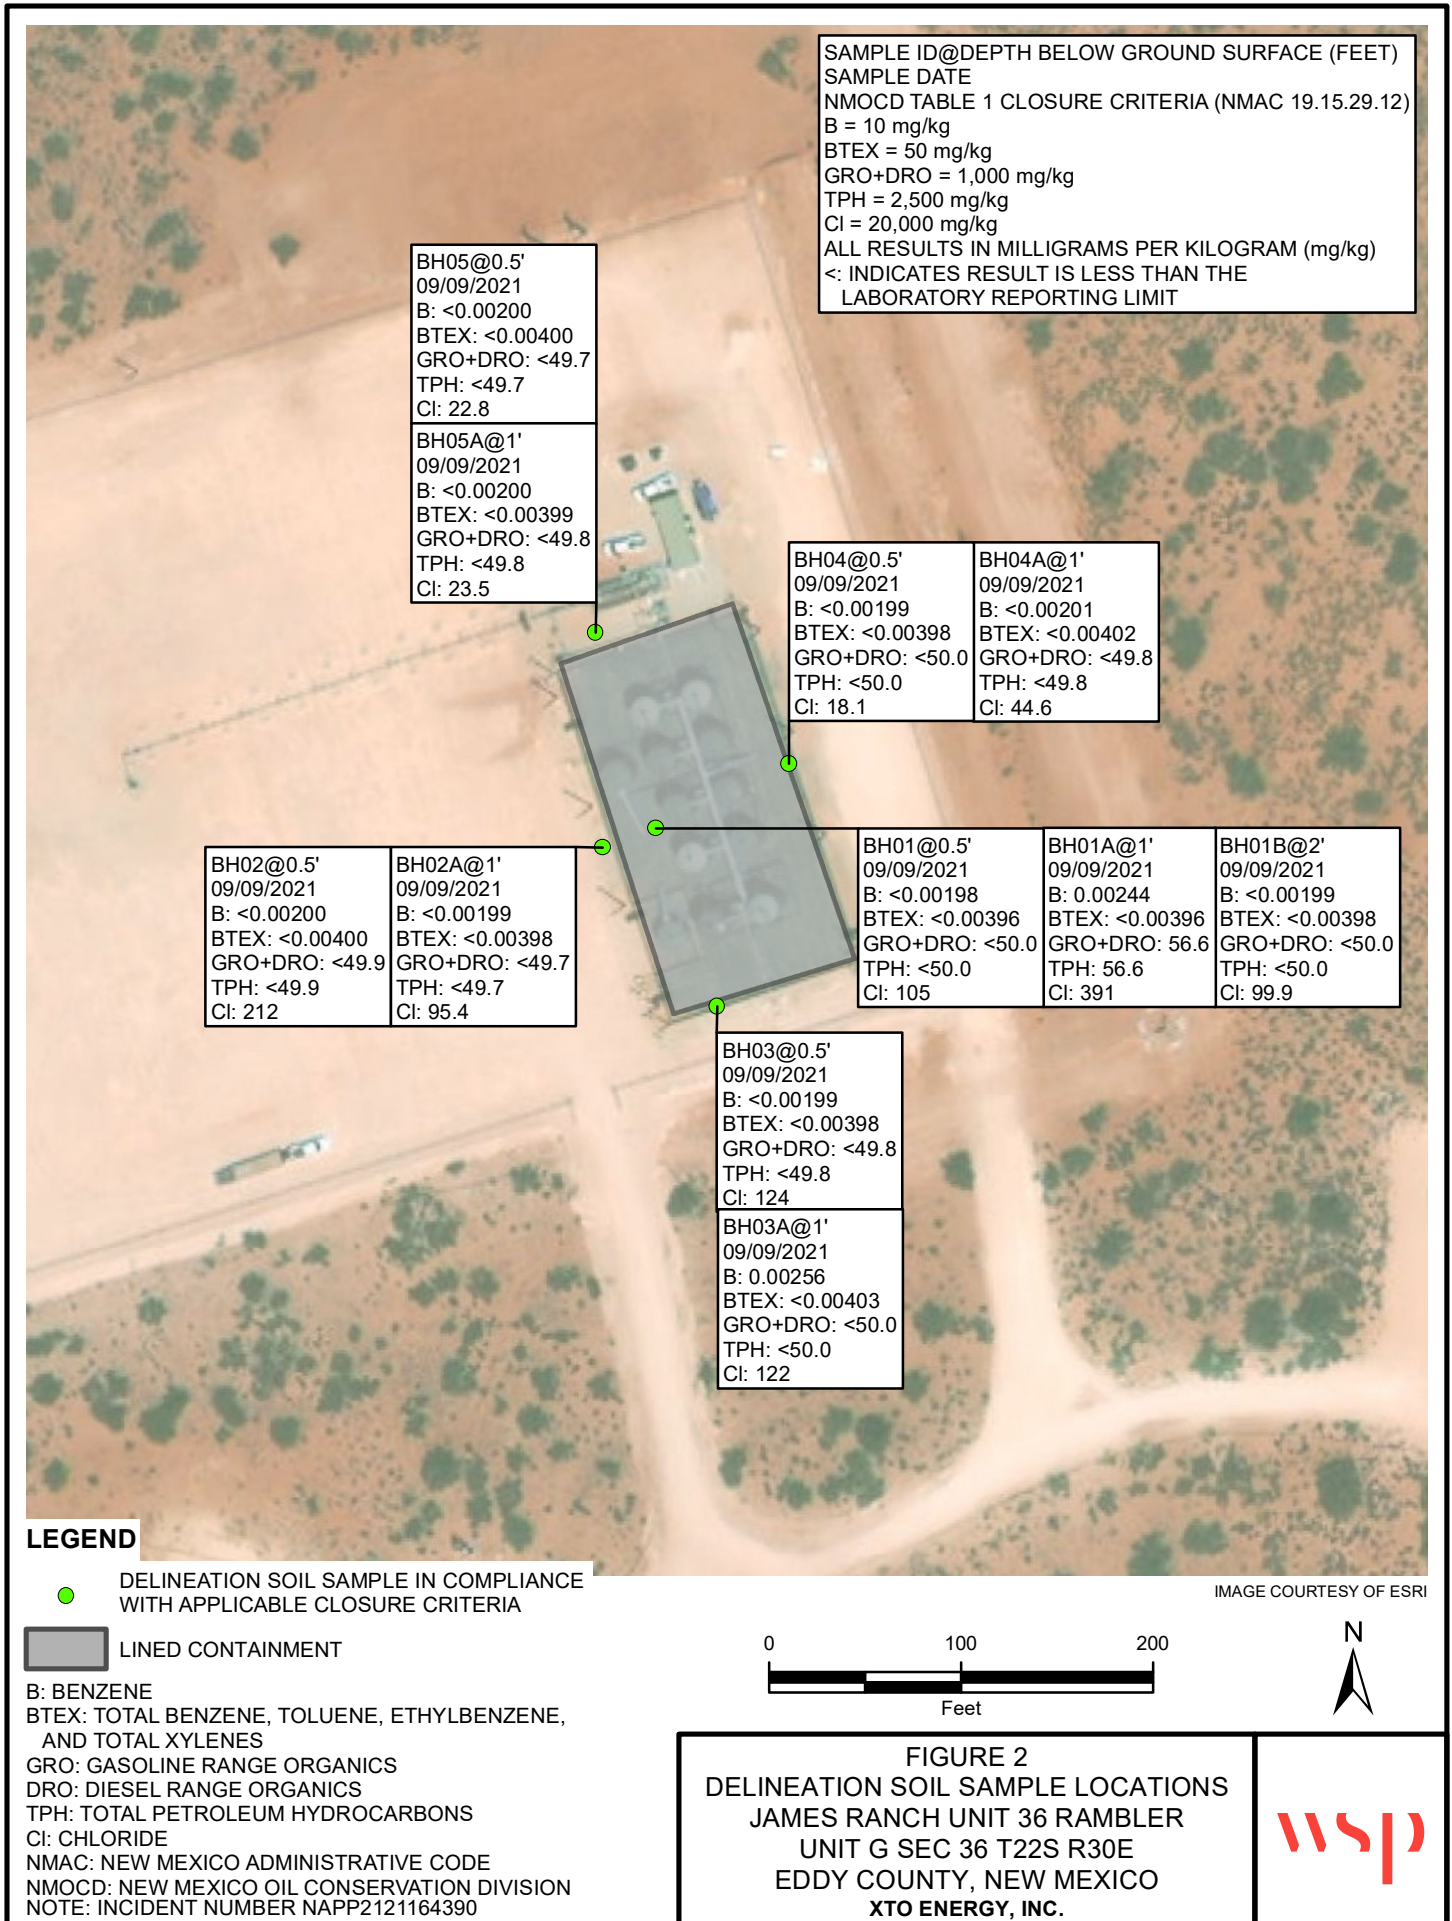 SAMPLE ID@DEPTH BELOW GROUND SURFACE (FEET)
SAMPLE DATE
NMOCD TABLE 1 CLOSURE CRITERIA (NMAC 19.15.29.12)
B = 10 mg/kg
BTEX = 50 mg/kg
GRO+DRO = 1,000 mg/kg
TPH = 2,500 mg/kg
Cl = 20,000 mg/kg
ALL RESULTS IN MILLIGRAMS PER KILOGRAM (mg/kg)
<: INDICATES RESULT IS LESS THAN THE
LABORATORY REPORTING LIMIT
BH05@0.5'
09/09/2021
B: <0.00200
BTEX: <0.00400
GRO+DRO: <49.7
TPH: <49.7
Cl: 22.8
BH05A@1'
09/09/2021
B: <0.00200
BTEX: <0.00399
GRO+DRO: <49.8
TPH: <49.8
Cl: 23.5
BH04@0.5'
09/09/2021
B: <0.00199
BTEX: <0.00398
GRO+DRO: <50.0
TPH: <50.0
Cl: 18.1
BH04A@1'
09/09/2021
B: <0.00201
BTEX: <0.00402
GRO+DRO: <49.8
TPH: <49.8
Cl: 44.6
BH02@0.5'
09/09/2021
B: <0.00200
BTEX: <0.00400
GRO+DRO: <49.9
TPH: <49.9
Cl: 212
BH02A@1'
09/09/2021
B: <0.00199
BTEX: <0.00398
GRO+DRO: <49.7
TPH: <49.7
Cl: 95.4
BH01@0.5'
09/09/2021
B: <0.00198
BTEX: <0.00396
GRO+DRO: <50.0
TPH: <50.0
Cl: 105
BH01A@1'
09/09/2021
B: 0.00244
BTEX: <0.00396
GRO+DRO: 56.6
TPH: 56.6
Cl: 391
BH01B@2'
09/09/2021
B: <0.00199
BTEX: <0.00398
GRO+DRO: <50.0
TPH: <50.0
Cl: 99.9
BH03@0.5'
09/09/2021
B: <0.00199
BTEX: <0.00398
GRO+DRO: <49.8
TPH: <49.8
Cl: 124
BH03A@1'
09/09/2021
B: 0.00256
BTEX: <0.00403
GRO+DRO: <50.0
TPH: <50.0
Cl: 122
LEGEND
DELINEATION SOIL SAMPLE IN COMPLIANCE
WITH APPLICABLE CLOSURE CRITERIA
LINED CONTAINMENT
B: BENZENE
BTEX: TOTAL BENZENE, TOLUENE, ETHYLBENZENE,
AND TOTAL XYLENES
GRO: GASOLINE RANGE ORGANICS
DRO: DIESEL RANGE ORGANICS
TPH: TOTAL PETROLEUM HYDROCARBONS
Cl: CHLORIDE
NMAC: NEW MEXICO ADMINISTRATIVE CODE
NMOCD: NEW MEXICO OIL CONSERVATION DIVISION
NOTE: INCIDENT NUMBER NAPP2121164390
IMAGE COURTESY OF ESRI
0 100 200
Feet
N
FIGURE 2
DELINEATION SOIL SAMPLE LOCATIONS
JAMES RANCH UNIT 36 RAMBLER
UNIT G SEC 36 T22S R30E
EDDY COUNTY, NEW MEXICO
XTO ENERGY, INC.
wsp